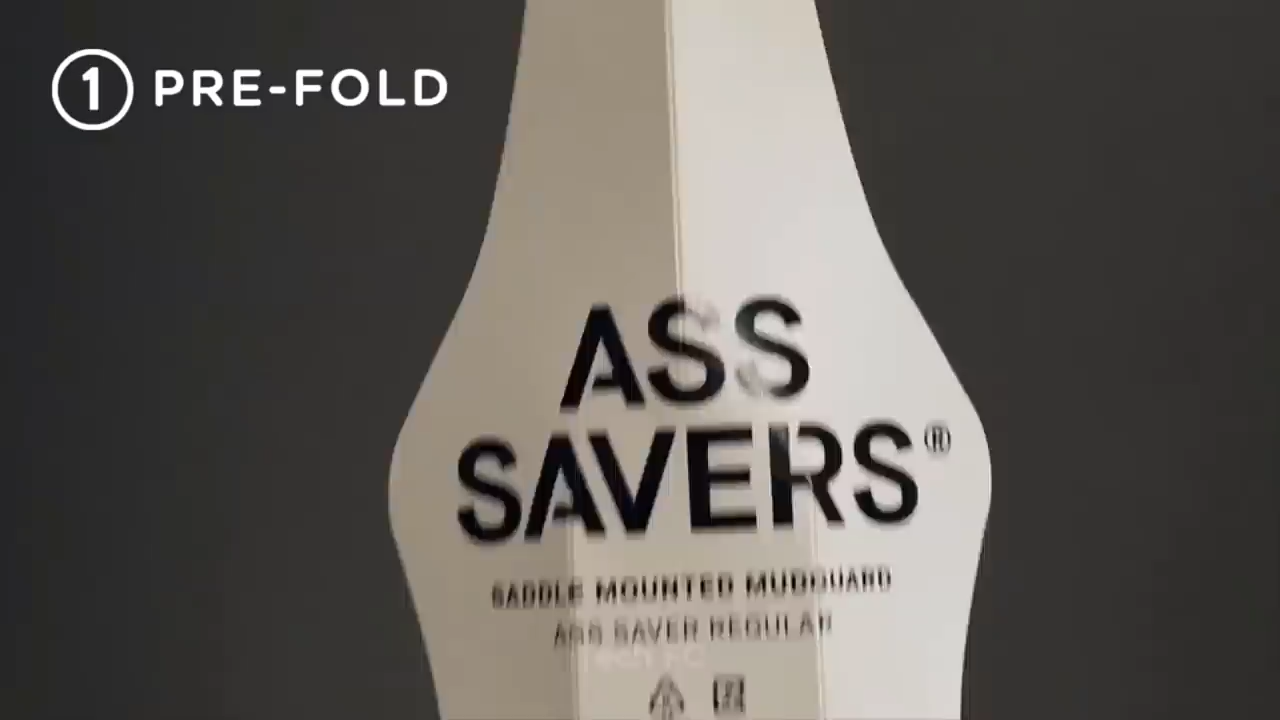 ① PRE-FOLD
ASS
SAVERS®
SADDLE MOUNTED MUDGUARD
ASS SAVER REGULAR